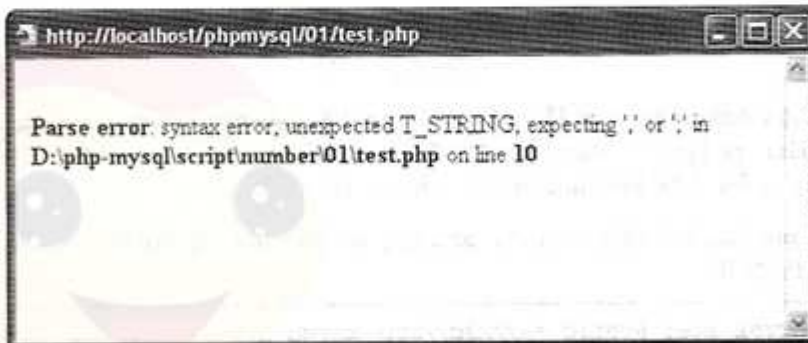 http://localhost/phpmysql/01/test.php
Parse error: syntax error, unexpected T_STRING, expecting ',' or ';' in
D:\php-mysql\script\number\01\test.php on line 10